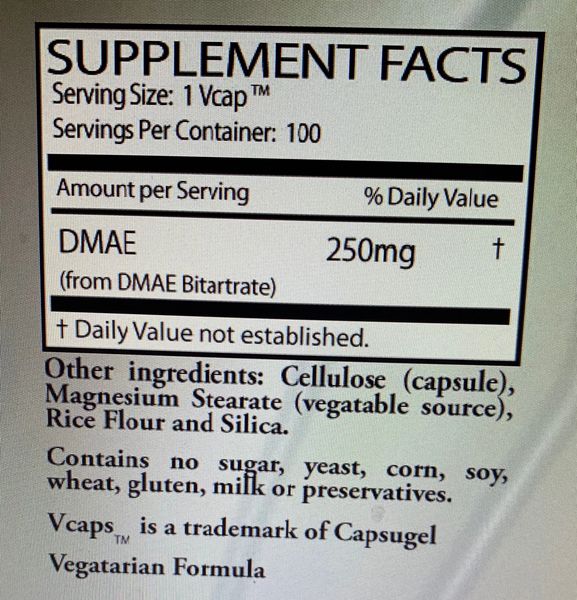 SUPPLEMENT FACTS
Serving Size: 1 Vcap™
Servings Per Container: 100
Amount per Serving % Daily Value
DMAE 250mg †
(from DMAE Bitartrate)
† Daily Value not established.
Other ingredients: Cellulose (capsule),
Magnesium Stearate (vegatable source),
Rice Flour and Silica.
Contains no sugar, yeast, corn, soy,
wheat, gluten, milk or preservatives.
Vcaps™ is a trademark of Capsugel
Vegatarian Formula